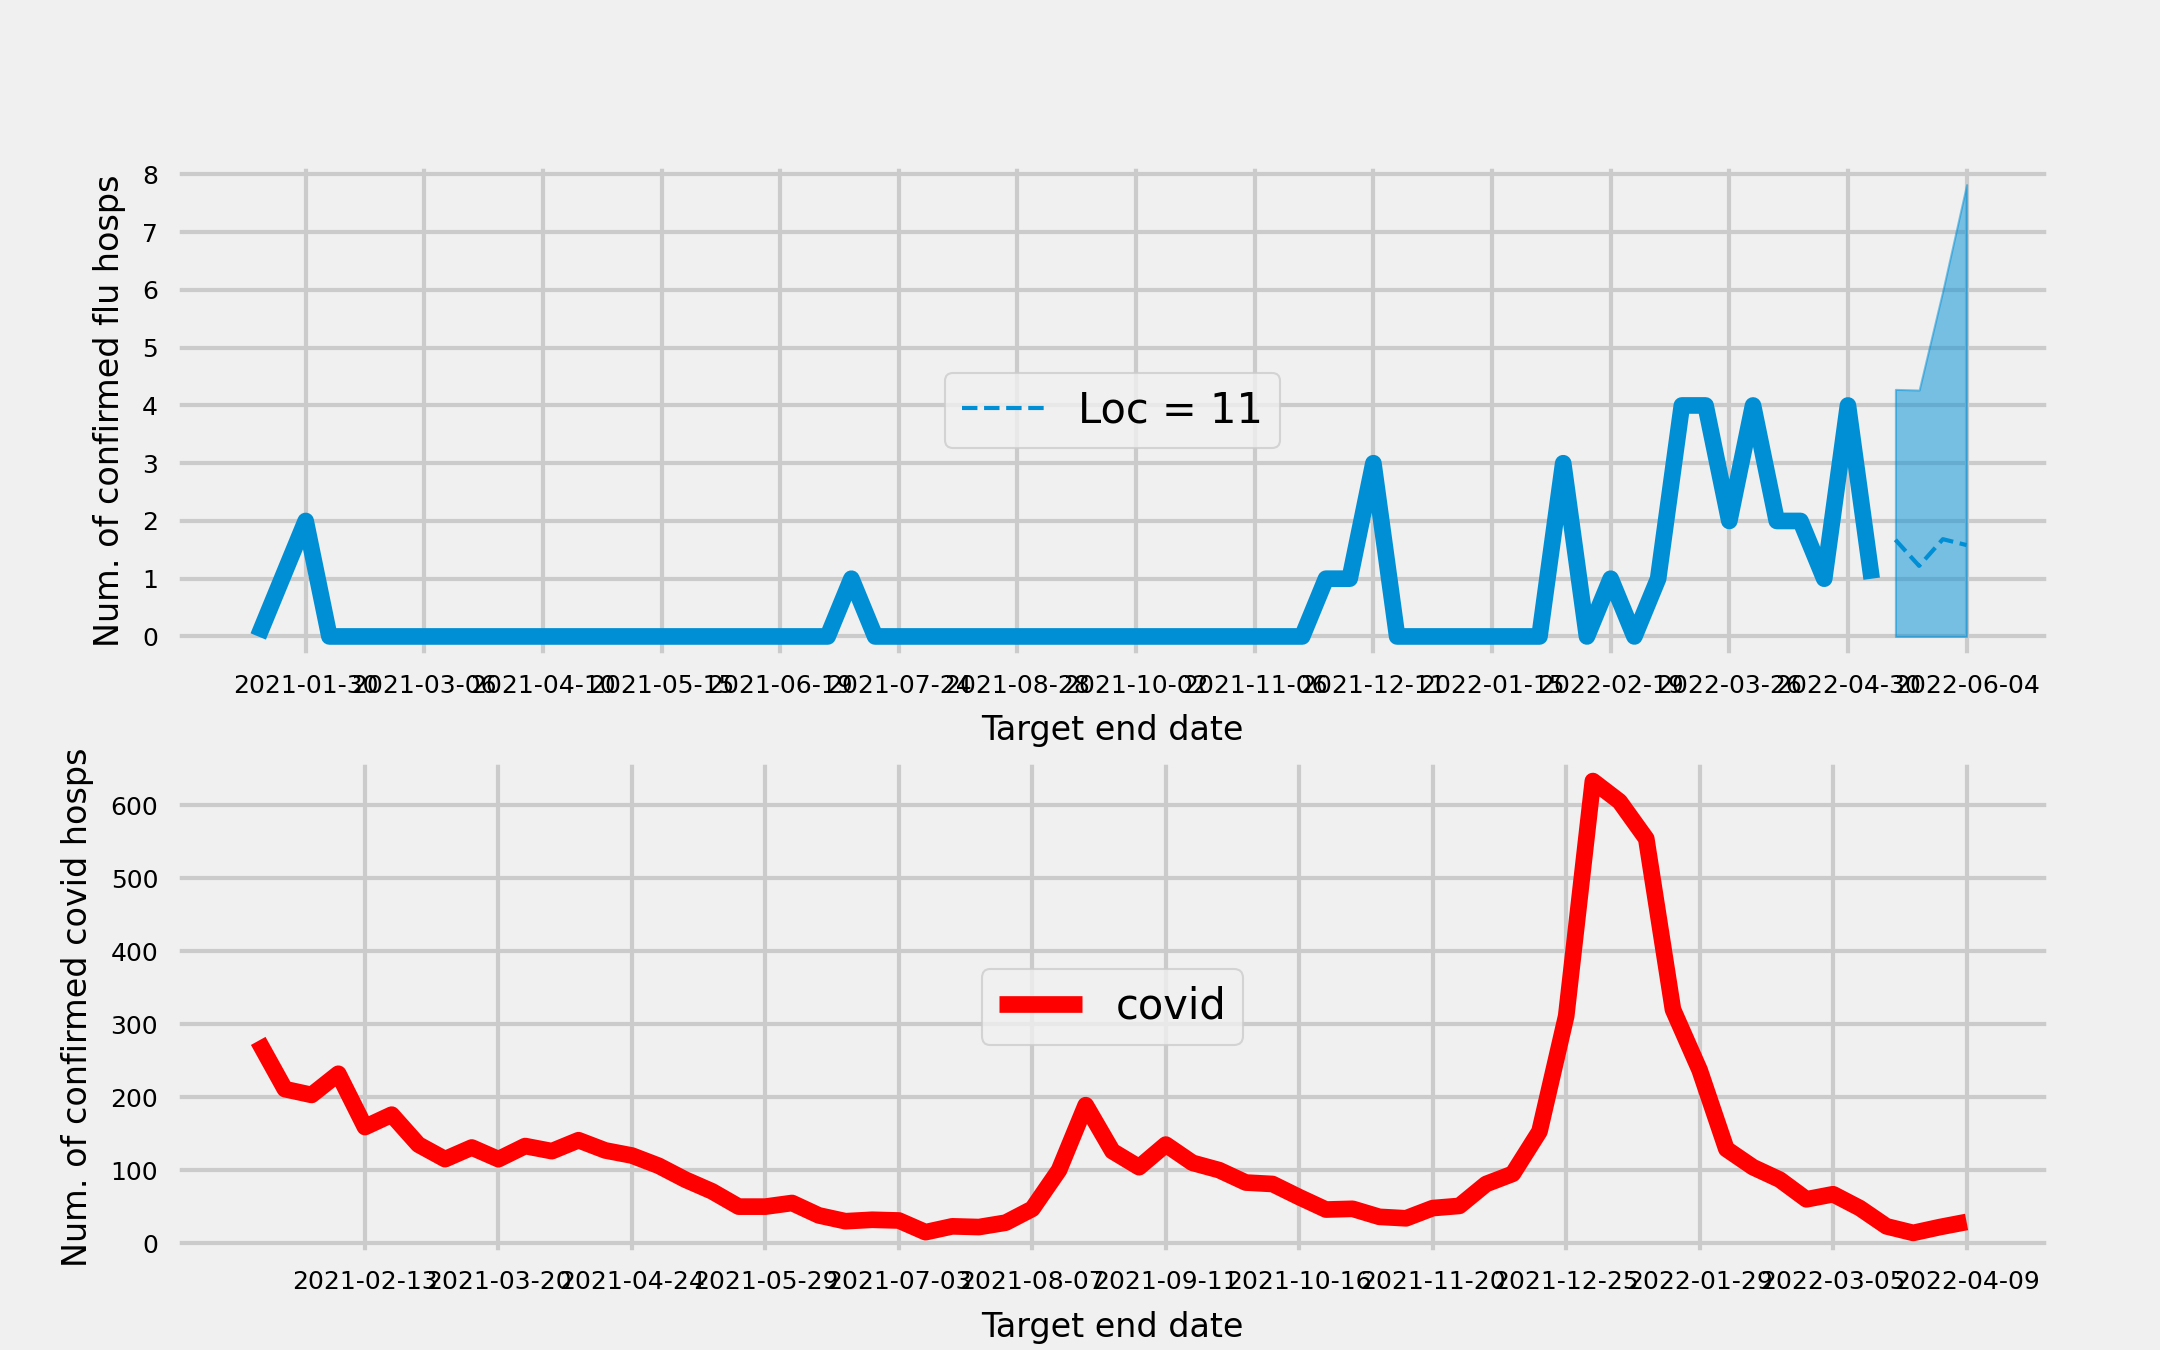 Num. of confirmed flu hosps
8
7
6
5
4
3
2
1
0
Loc = 11
2021-01-30 2021-03-06 2021-04-10 2021-05-15 2021-06-19 2021-07-24 2021-08-28 2021-10-02 2021-11-06 2021-12-11 2022-01-15 2022-02-19 2022-03-26 2022-04-30 2022-06-04
Target end date
Num. of confirmed covid hosps
600
500
400
300
200
100
0
covid
2021-02-13 2021-03-20 2021-04-24 2021-05-29 2021-07-03 2021-08-07 2021-09-11 2021-10-16 2021-11-20 2021-12-25 2022-01-29 2022-03-05 2022-04-09
Target end date